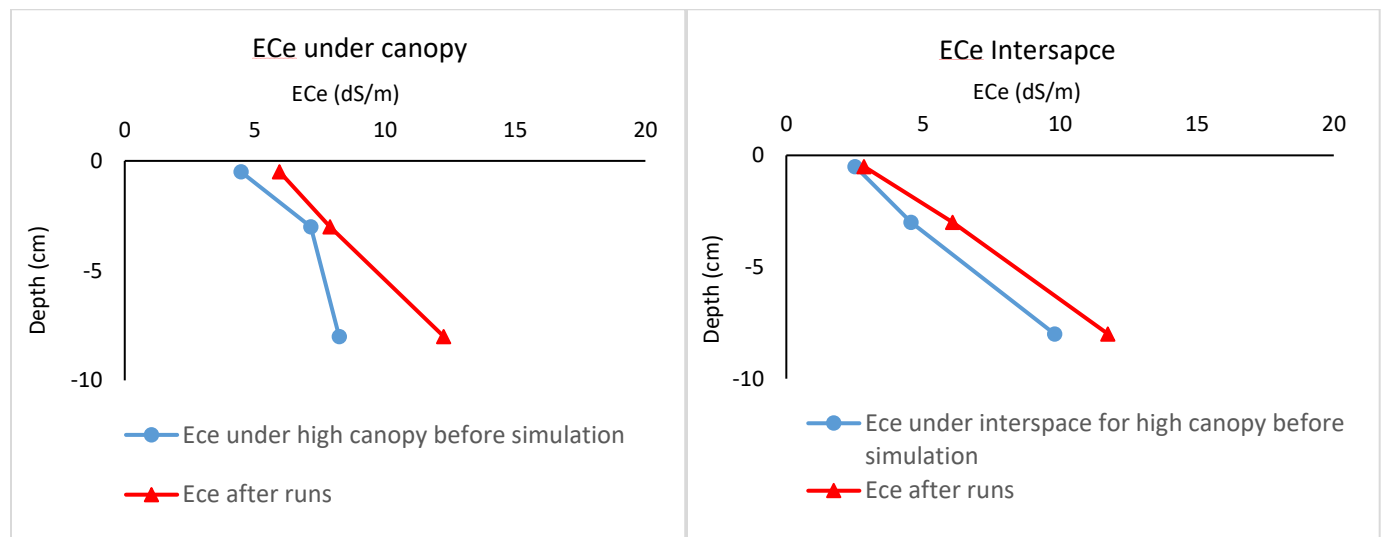 ECe under canopy
ECe (dS/m)
0 5 10 15 20
0
-5
-10
Depth (cm)
Ece under high canopy before simulation
Ece after runs
ECe Intersapce
ECe (dS/m)
0 5 10 15 20
0
-5
-10
Depth (cm)
Ece under interspace for high canopy before
simulation
Ece after runs